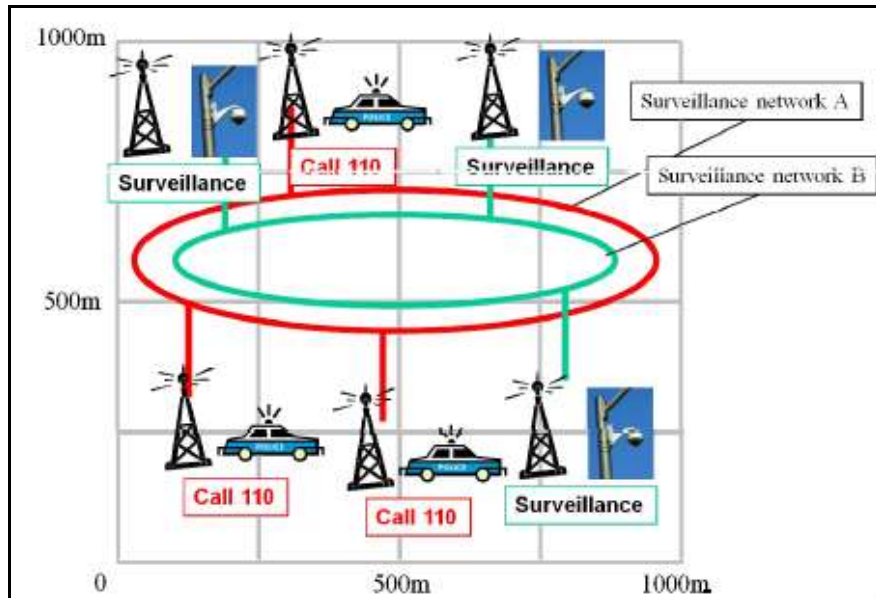 1000m
Surveillance network A
POLICE
Call 110
Surveillance
Surveillance
Surveillance network B
500m
POLICE
POLICE
Call 110
Call 110
Surveillance
0
500m
1000m